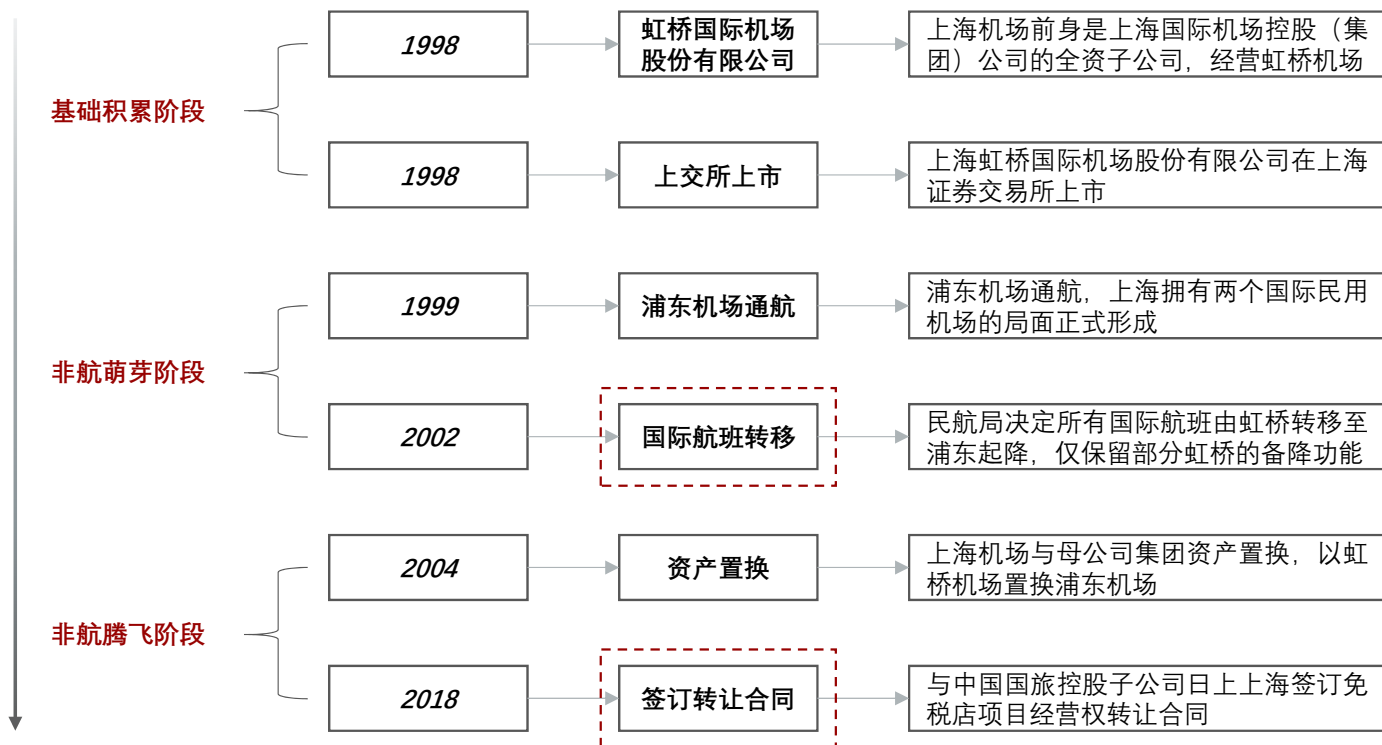 1998
虹桥国际机场
股份有限公司
上海机场前身是上海国际机场控股（集
团）公司的全资子公司，经营虹桥机场
基础积累阶段
1998
上交所上市
上海虹桥国际机场股份有限公司在上海
证券交易所上市
1999
浦东机场通航
浦东机场通航，上海拥有两个国际民用
机场的局面正式形成
非航萌芽阶段
2002
国际航班转移
民航局决定所有国际航班由虹桥转移至
浦东起降，仅保留部分虹桥的备降功能
2004
资产置换
上海机场与母公司集团资产置换，以虹
桥机场置换浦东机场
非航腾飞阶段
2018
签订转让合同
与中国国旅控股子公司日上上海签订免
税店项目经营权转让合同